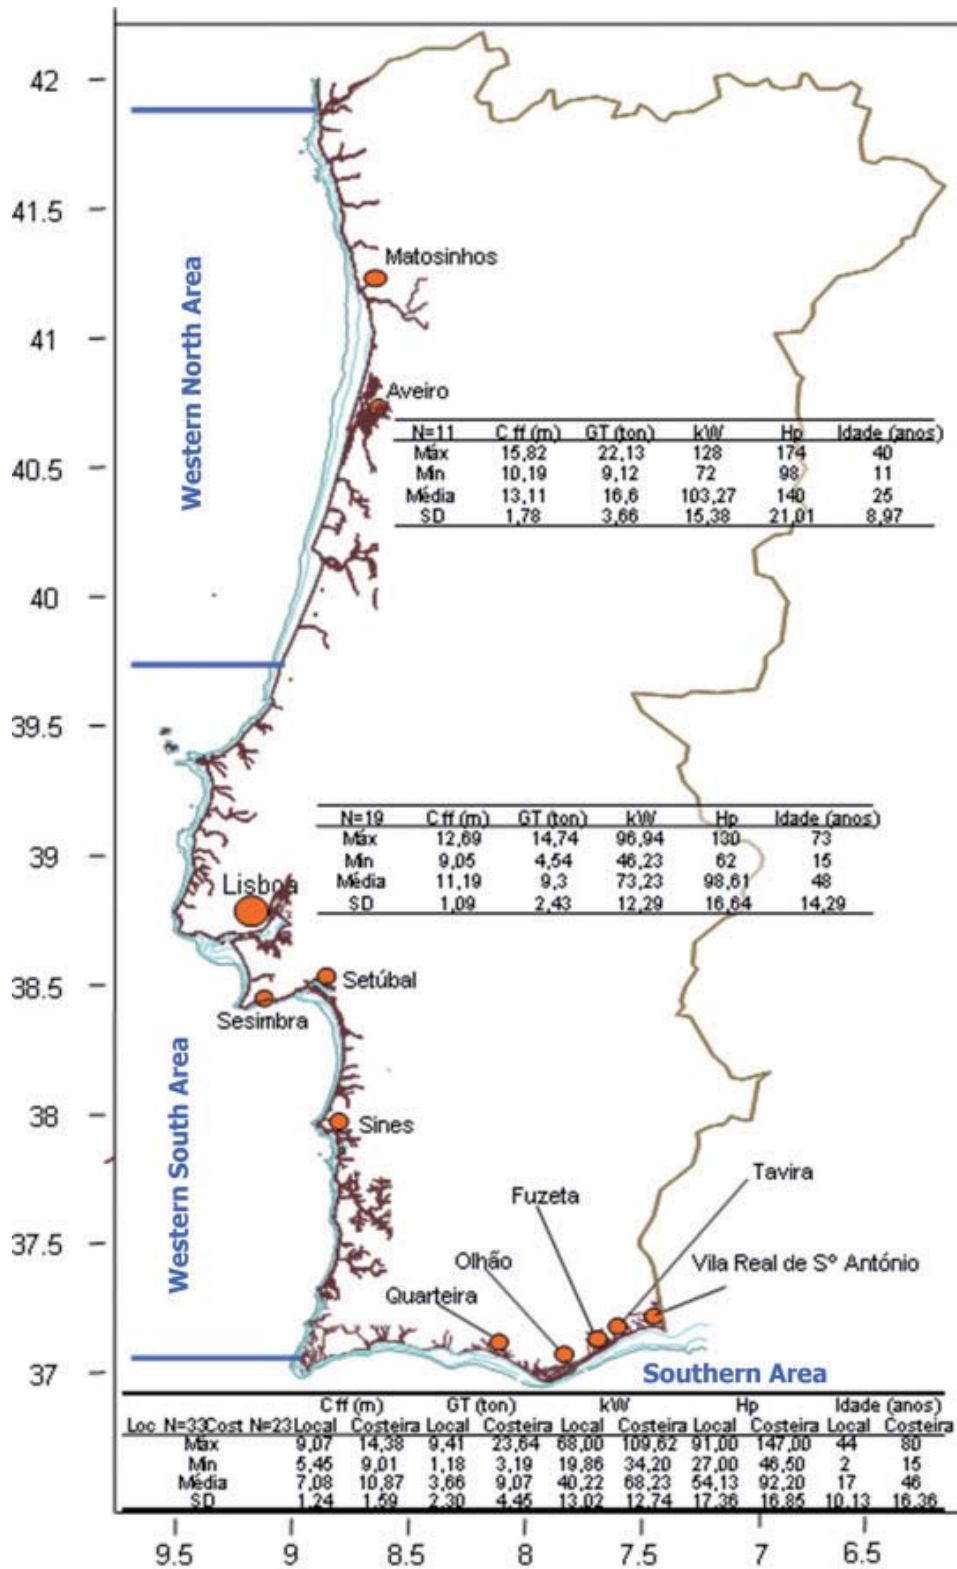 42
41.5
Matosinhos
Western North Area
41
Aveiro
N=11 C ff (m) GT (ton) kW Hp Idade (anos)
Máx 15,82 22,13 128 174 40
Min 10,19 9,12 72 98 11
Média 13,11 16,6 103,27 140 25
SD 1,78 3,66 15,38 21,01 8,97
40.5
40
39.5
N=19 C ff (m) GT (ton) kW Hp Idade (anos)
Máx 12,69 14,74 96,94 130 73
Min 9,05 4,54 46,23 62 15
Média 11,19 9,3 73,23 98,61 48
SD 1,09 2,43 12,29 16,64 14,29
39
Lisboa
38.5
Setúbal
Sesimbra
Western South Area
38
Sines
Tavira
Fuzeta
37.5
Olhão
Vila Real de Sº António
Quarteira
37
Southern Area
C ff (m) GT (ton) kW Hp Idade (anos)
Loc N=33 Cost N=23 Local Costeira Local Costeira Local Costeira Local Costeira Local Costeira
Máx 9,07 14,38 9,41 23,64 68,00 109,62 91,00 147,00 44 80
Min 5,45 9,01 1,18 3,19 19,86 34,20 27,00 46,50 2 15
Média 7,08 10,87 3,66 9,07 40,22 68,23 54,13 92,20 17 46
SD 1,24 1,59 2,30 4,45 13,02 12,74 17,36 16,85 10,13 16,36
9.5 9 8.5 8 7.5 7 6.5